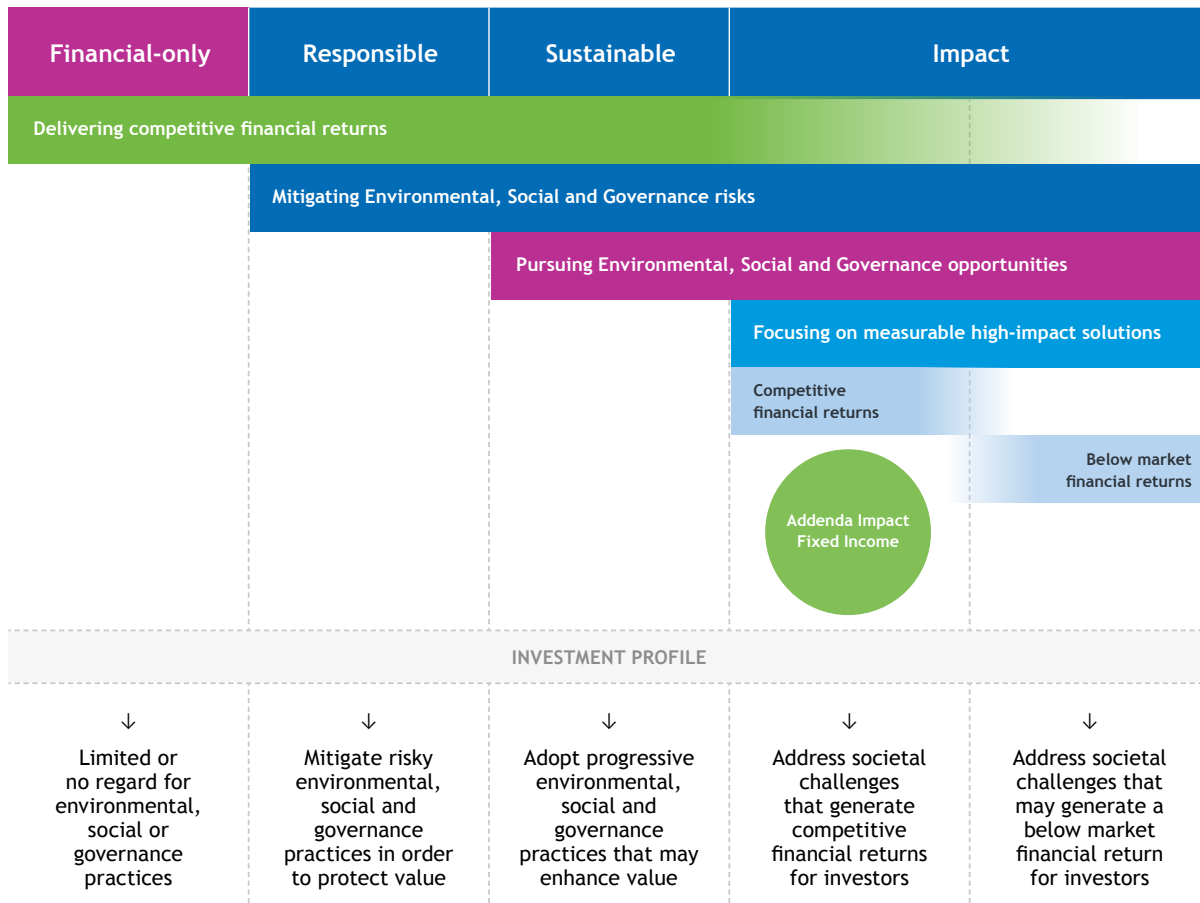 Financial-only
Responsible
Sustainable
Impact
Delivering competitive financial returns
Mitigating Environmental, Social and Governance risks
Pursuing Environmental, Social and Governance opportunities
Focusing on measurable high-impact solutions
Competitive
financial returns
Below market
financial returns
Addenda Impact
Fixed Income
INVESTMENT PROFILE
↓
Limited or
no regard for
environmental,
social or
governance
practices
↓
Mitigate risky
environmental,
social and
governance
practices in order
to protect value
↓
Adopt progressive
environmental,
social and
governance
practices that may
enhance value
↓
Address societal
challenges
that generate
competitive
financial returns
for investors
↓
Address societal
challenges that
may generate a
below market
financial return
for investors